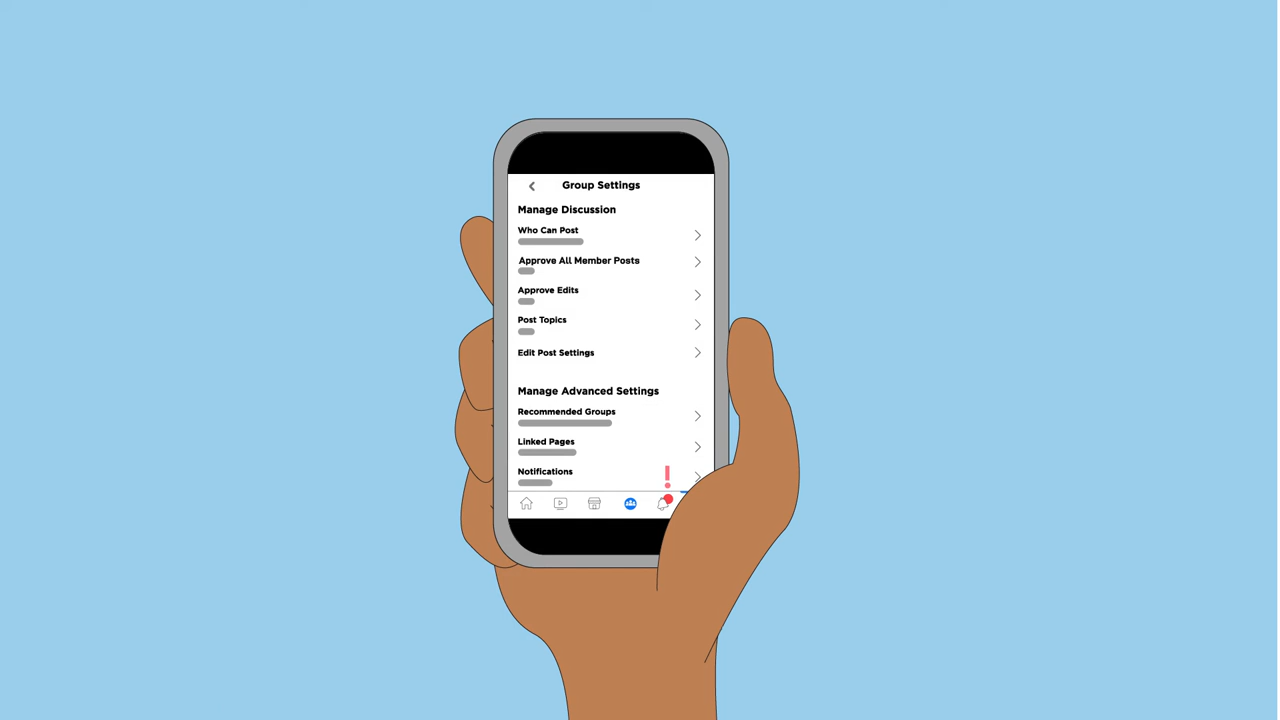 Group Settings
Manage Discussion
Who Can Post
Approve All Member Posts
Approve Edits
Post Topics
Edit Post Settings
Manage Advanced Settings
Recommended Groups
Linked Pages
Notifications
!